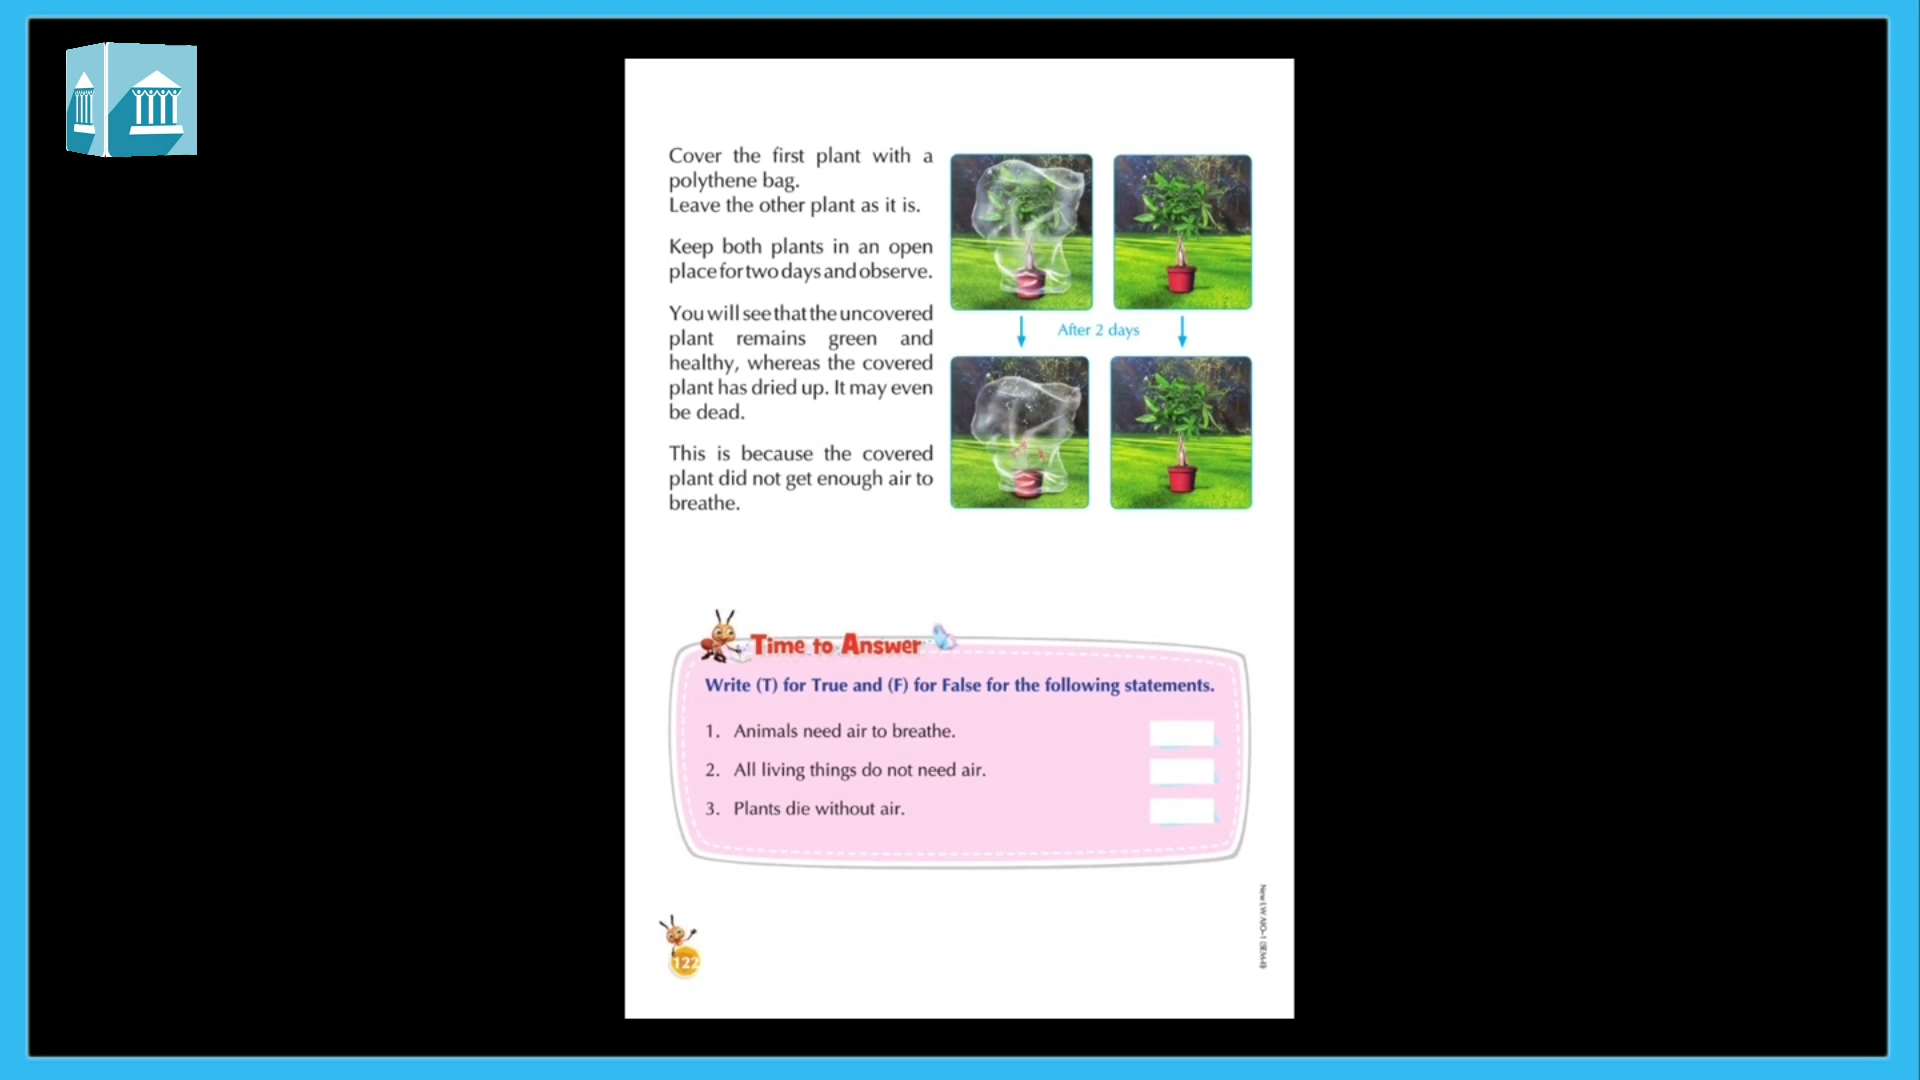 Cover the first plant with a
polythene bag.
Leave the other plant as it is.
Keep both plants in an open
place for two days and observe.
You will see that the uncovered
plant remains green and
healthy, whereas the covered
plant has dried up. It may even
be dead.
This is because the covered
plant did not get enough air to
breathe.
After 2 days
Time to Answer
Write (T) for True and (F) for False for the following statements.
1. Animals need air to breathe.
2. All living things do not need air.
3. Plants die without air.
122